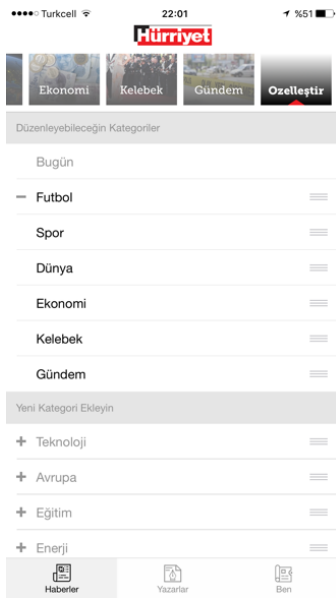 Turkcell 22:01 %51
Hürriyet
Ekonomi Kelebek Gündem Özelleştir
Düzenleyebileceğin Kategoriler
Bugün
Futbol
Spor
Dünya
Ekonomi
Kelebek
Gündem
Yeni Kategori Ekleyin
Teknoloji
Avrupa
Eğitim
Enerji
Haberler Yazarlar Ben